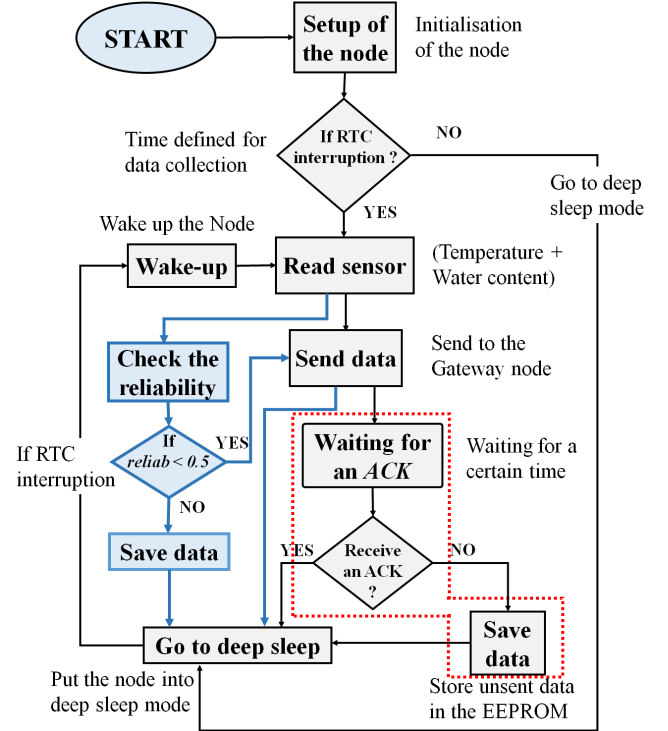 START
Setup of
the node
Initialisation
of the node
Time defined for
data collection
If RTC
interruption ?
NO
Go to deep
sleep mode
YES
Wake up the Node
Wake-up
Read sensor
(Temperature +
Water content)
Check the
reliability
Send data
Send to the
Gateway node
If
reliab < 0.5
YES
NO
If RTC
interruption
Waiting for
an ACK
Waiting for a
certain time
Save data
YES
Receive
an ACK
?
NO
Save
data
Go to deep sleep
Put the node into
deep sleep mode
Store unsent data
in the EEPROM